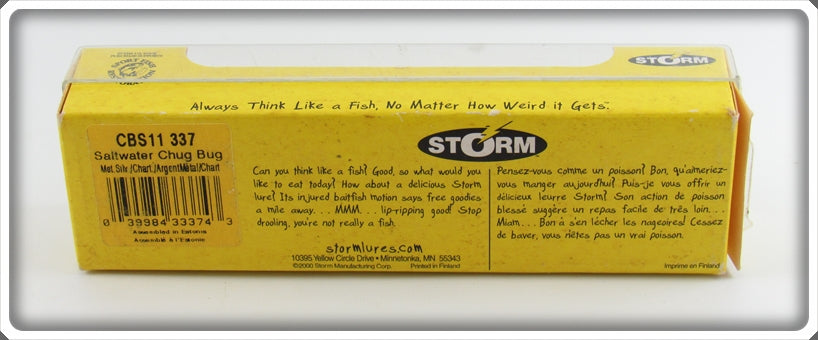 STORM
Always Think Like a Fish, No Matter How Weird it Gets.™
CBS11 337
Saltwater Chug Bug
Met.Silv./Chart./ArgentMétal/Chart
0 39984 33374 3
Assembled in Estonia
Assemblé à l'Estonie
STORM™
Can you think like a fish? Good, so what would you
like to eat today? How about a delicious Storm
lure? Its injured baitfish motion says free goodies
a mile away... MMM... lip-ripping good! Stop
drooling, you're not really a fish.
stormlures.com
10395 Yellow Circle Drive • Minnetonka, MN 55343
©2000 Storm Manufacturing Corp. Printed in Finland
Pensez-vous comme un poisson? Bon, qu'aimeriez-
vous manger aujourdhui? Puis-je vous offrir un
délicieux leurre Storm? Son action de poisson
blessé suggère un repas facile de très loin...
Miam... Bon à s'en lécher les nageoires! Cessez
de baver, vous n'êtes pas un vrai poisson.
Imprime en Finland